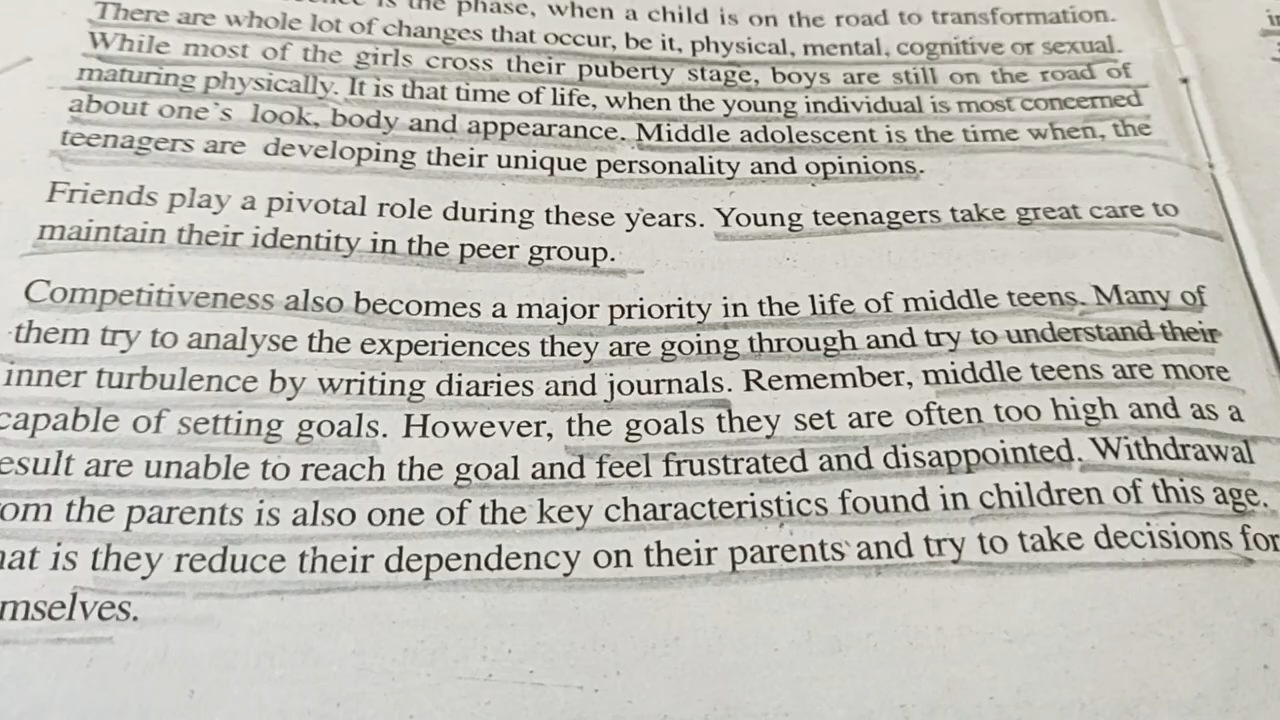 is the phase, when a child is on the road to transformation.
There are whole lot of changes that occur, be it, physical, mental, cognitive or sexual.
While most of the girls cross their puberty stage, boys are still on the road of
maturing physically. It is that time of life, when the young individual is most concerned
about one's look, body and appearance. Middle adolescent is the time when, the
teenagers are developing their unique personality and opinions.
Friends play a pivotal role during these years. Young teenagers take great care to
maintain their identity in the peer group.
Competitiveness also becomes a major priority in the life of middle teens. Many of
them try to analyse the experiences they are going through and try to understand their
inner turbulence by writing diaries and journals. Remember, middle teens are more
capable of setting goals. However, the goals they set are often too high and as a
esult are unable to reach the goal and feel frustrated and disappointed. Withdrawal
om the parents is also one of the key characteristics found in children of this age.
hat is they reduce their dependency on their parents and try to take decisions for
mselves.